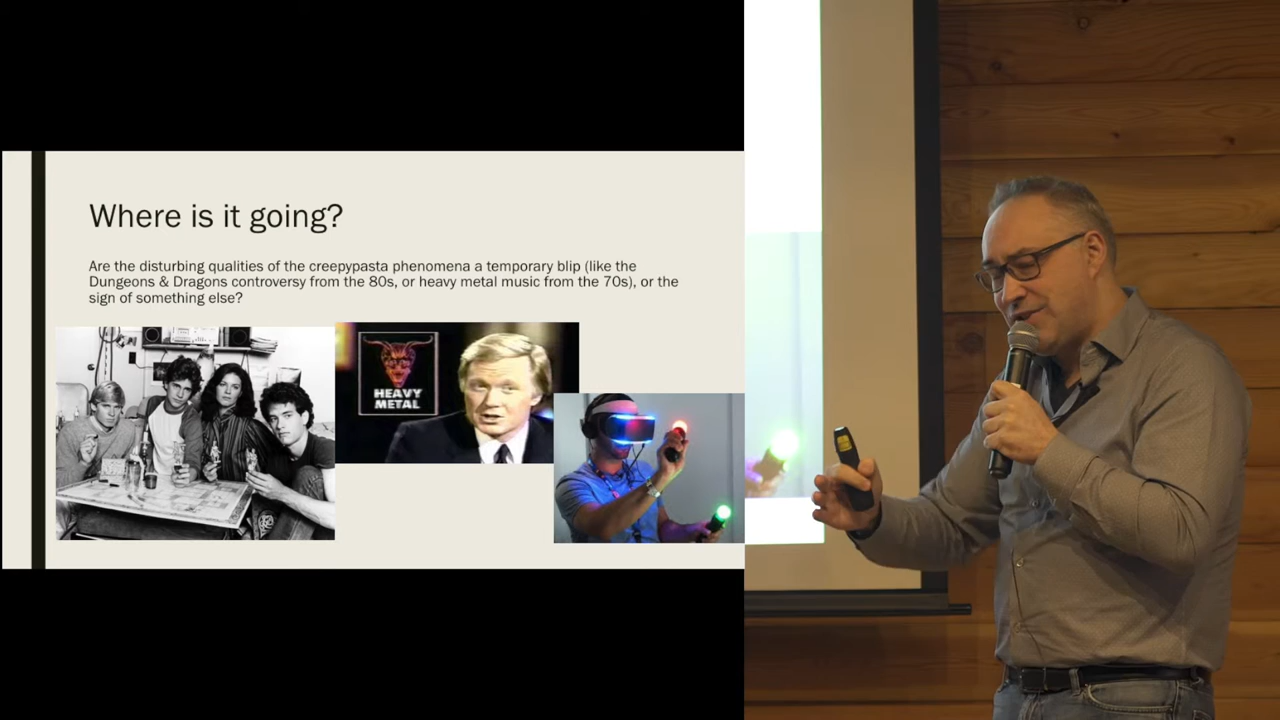 Where is it going?
Are the disturbing qualities of the creepypasta phenomena a temporary blip (like the
Dungeons & Dragons controversy from the 80s, or heavy metal music from the 70s), or the
sign of something else?
HEAVY
METAL